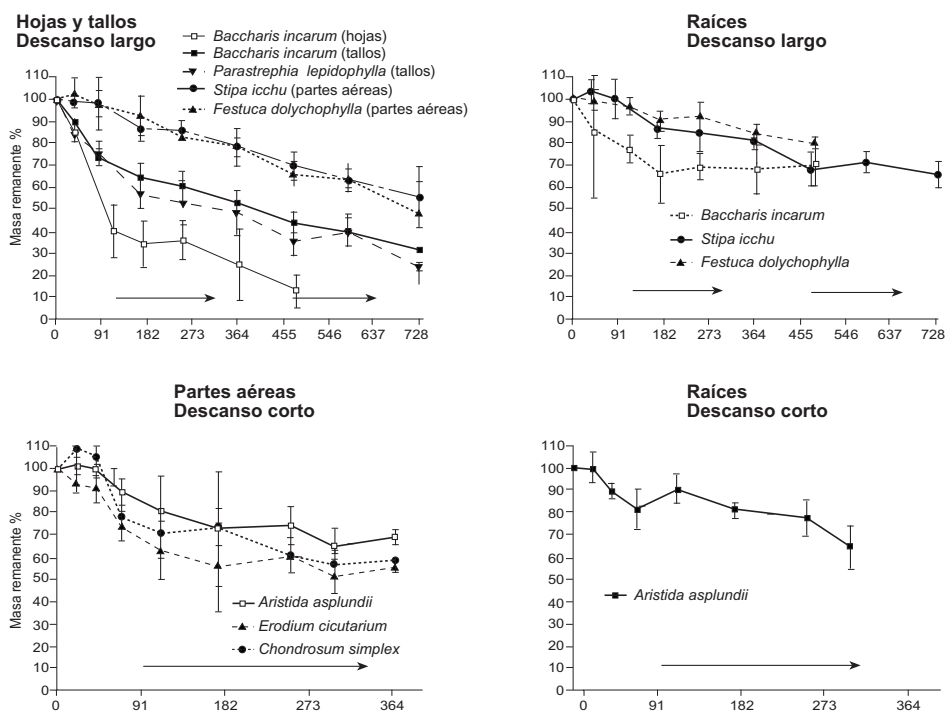 Hojas y tallos
Descanso largo
Baccharis incarum (hojas)
Baccharis incarum (tallos)
Parastrephia lepidophylla (tallos)
Stipa icchu (partes aéreas)
Festuca dolychophylla (partes aéreas)
Masa remanente %
110
100
90
80
70
60
50
40
30
20
10
0
0 91 182 273 364 455 546 637 728
Raíces
Descanso largo
110
100
90
80
70
60
50
40
30
20
10
0
Baccharis incarum
Stipa icchu
Festuca dolychophylla
0 91 182 273 364 455 546 637 728
Partes aéreas
Descanso corto
Masa remanente %
110
100
90
80
70
60
50
40
30
20
10
0
Aristida asplundii
Erodium cicutarium
Chondrosum simplex
0 91 182 273 364
Raíces
Descanso corto
110
100
90
80
70
60
50
40
30
20
10
0
Aristida asplundii
0 91 182 273 364